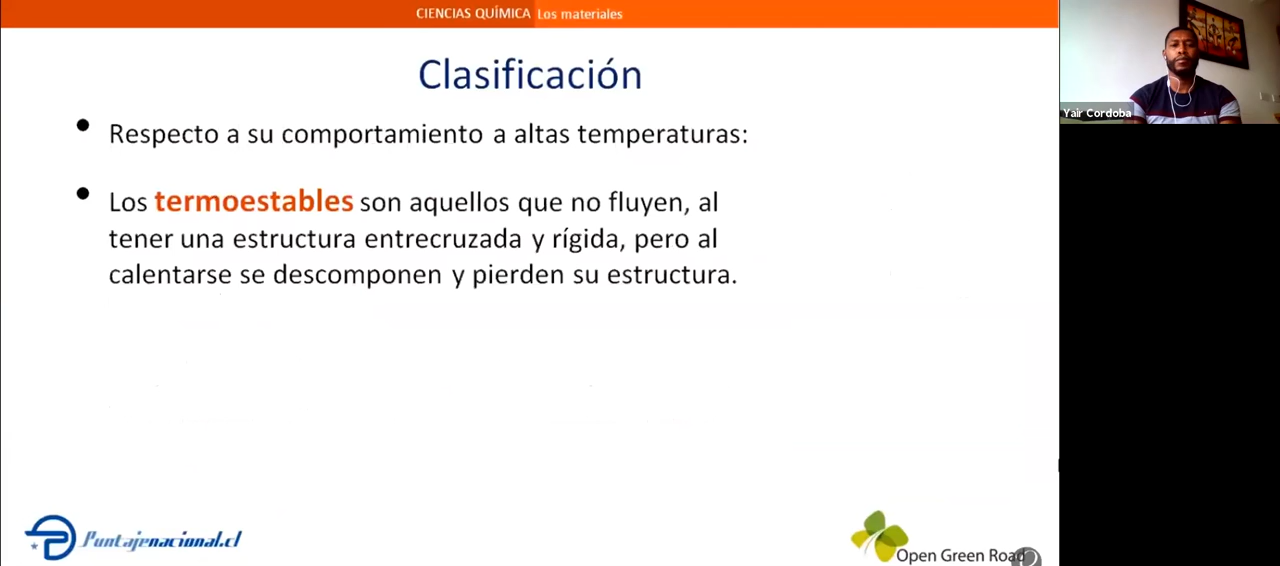 CIENCIAS QUÍMICA Los materiales
Clasificación
Yair Cordoba
• Respecto a su comportamiento a altas temperaturas:
• Los termoestables son aquellos que no fluyen, al
tener una estructura entrecruzada y rígida, pero al
calentarse se descomponen y pierden su estructura.
Puntajenacional.cl
Open Green Road